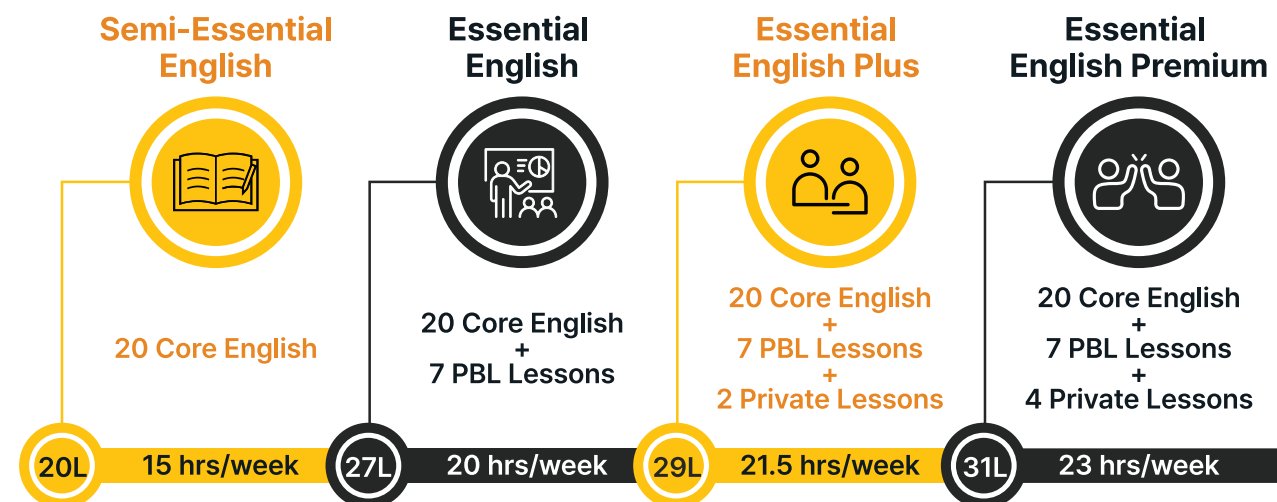 Semi-Essential
English
20 Core English
20L
15 hrs/week
Essential
English
20 Core English
+
7 PBL Lessons
27L
20 hrs/week
Essential
English Plus
20 Core English
+
7 PBL Lessons
+
2 Private Lessons
29L
21.5 hrs/week
Essential
English Premium
20 Core English
+
7 PBL Lessons
+
4 Private Lessons
31L
23 hrs/week